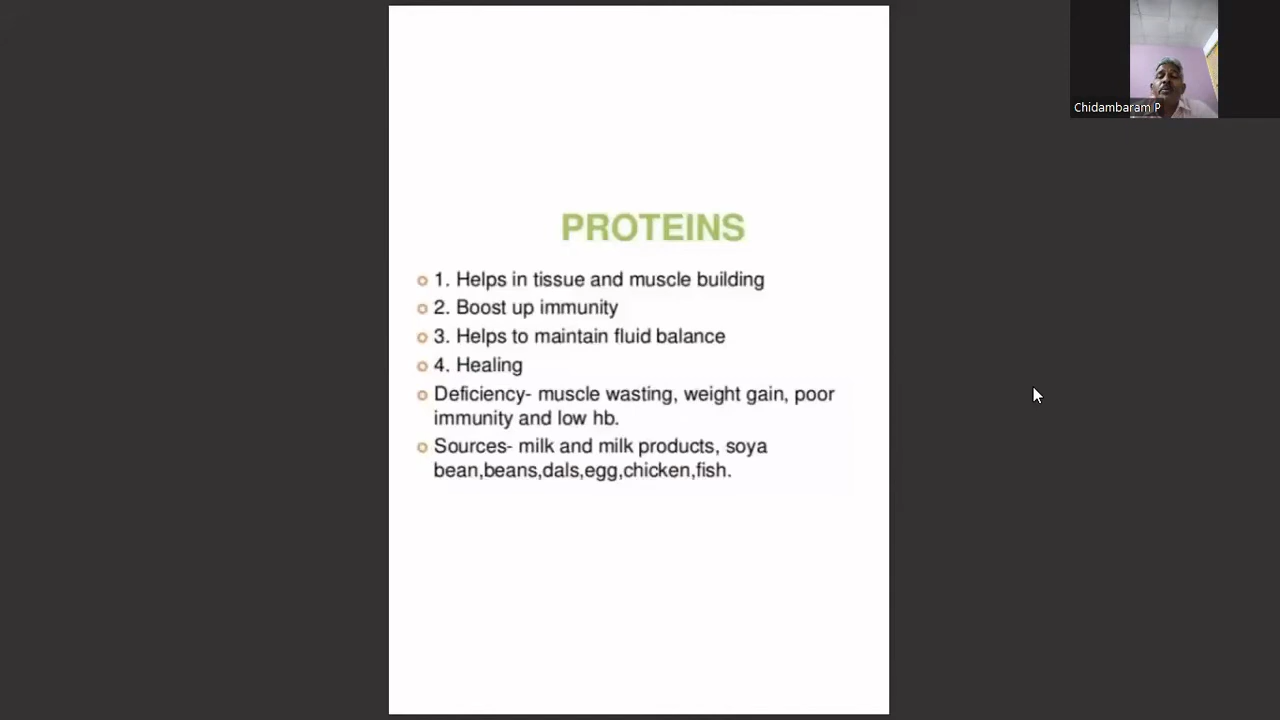 PROTEINS
1. Helps in tissue and muscle building
2. Boost up immunity
3. Helps to maintain fluid balance
4. Healing
Deficiency- muscle wasting, weight gain, poor
immunity and low hb.
Sources- milk and milk products, soya
bean,beans,dals,egg,chicken,fish.
Chidambaram P